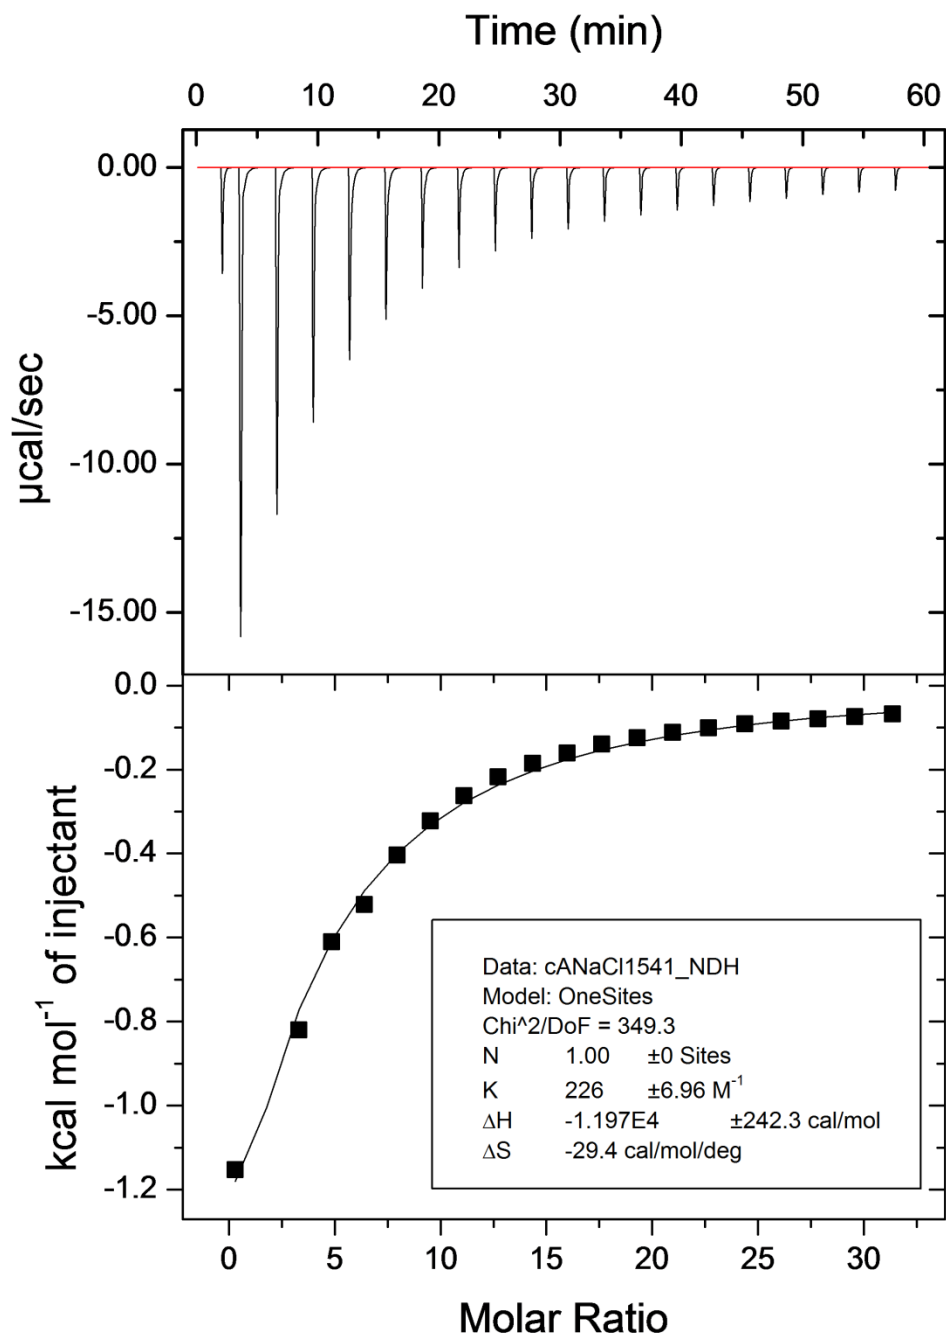 Time (min)
0 10 20 30 40 50 60
0.00
-5.00
-10.00
-15.00
µcal/sec
0.0
-0.2
-0.4
-0.6
-0.8
-1.0
-1.2
kcal mol⁻¹ of injectant
Data: cANaCl1541_NDH
Model: OneSites
Chi^2/DoF = 349.3
N 1.00 ±0 Sites
K 226 ±6.96 M⁻¹
ΔH -1.197E4 ±242.3 cal/mol
ΔS -29.4 cal/mol/deg
0 5 10 15 20 25 30
Molar Ratio